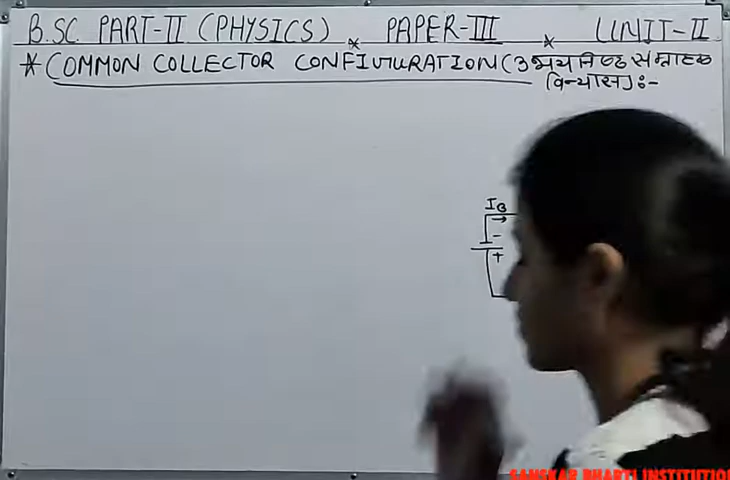 B.SC. PART-II (PHYSICS) * PAPER-III * UNIT-II
* COMMON COLLECTOR CONFIGURATION (उभयनिष्ठ संग्राहक
विन्यास) :-
IB
-
+
SANSKAR BHARTI INSTITUTION